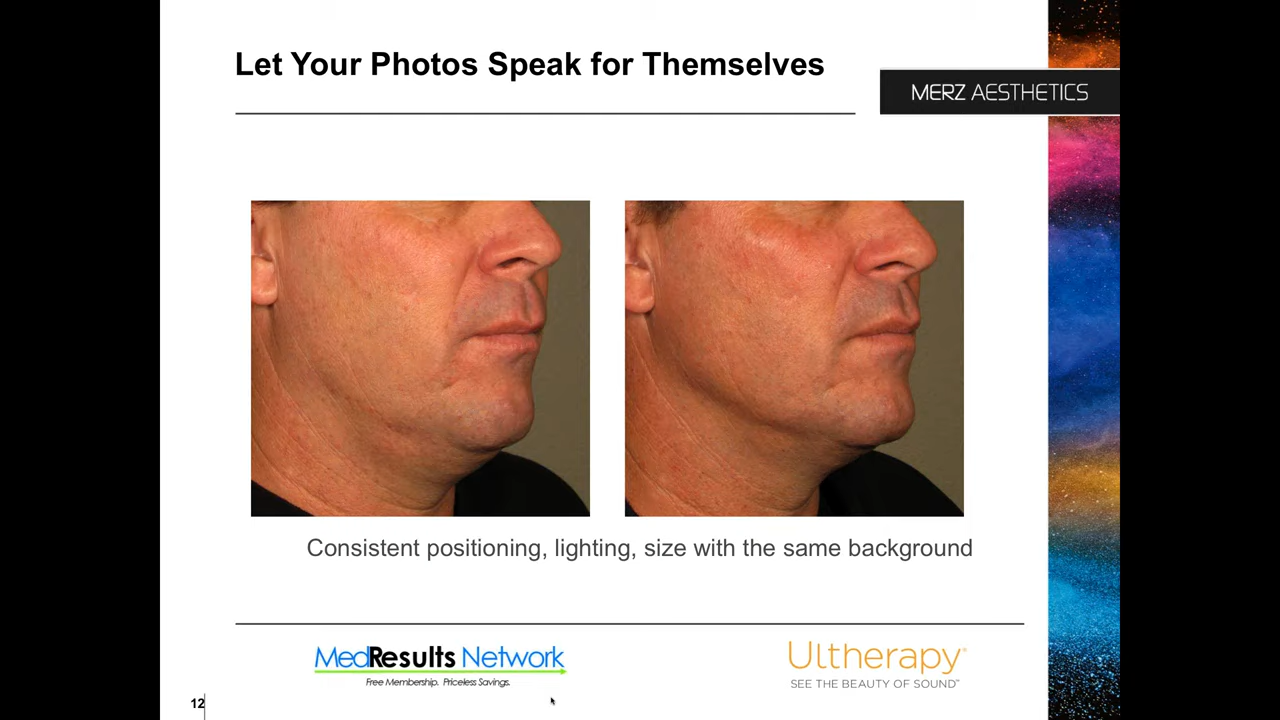 Let Your Photos Speak for Themselves
MERZ AESTHETICS
Consistent positioning, lighting, size with the same background
MedResults Network
Free Membership. Priceless Savings.
Ultherapy®
SEE THE BEAUTY OF SOUND™
12